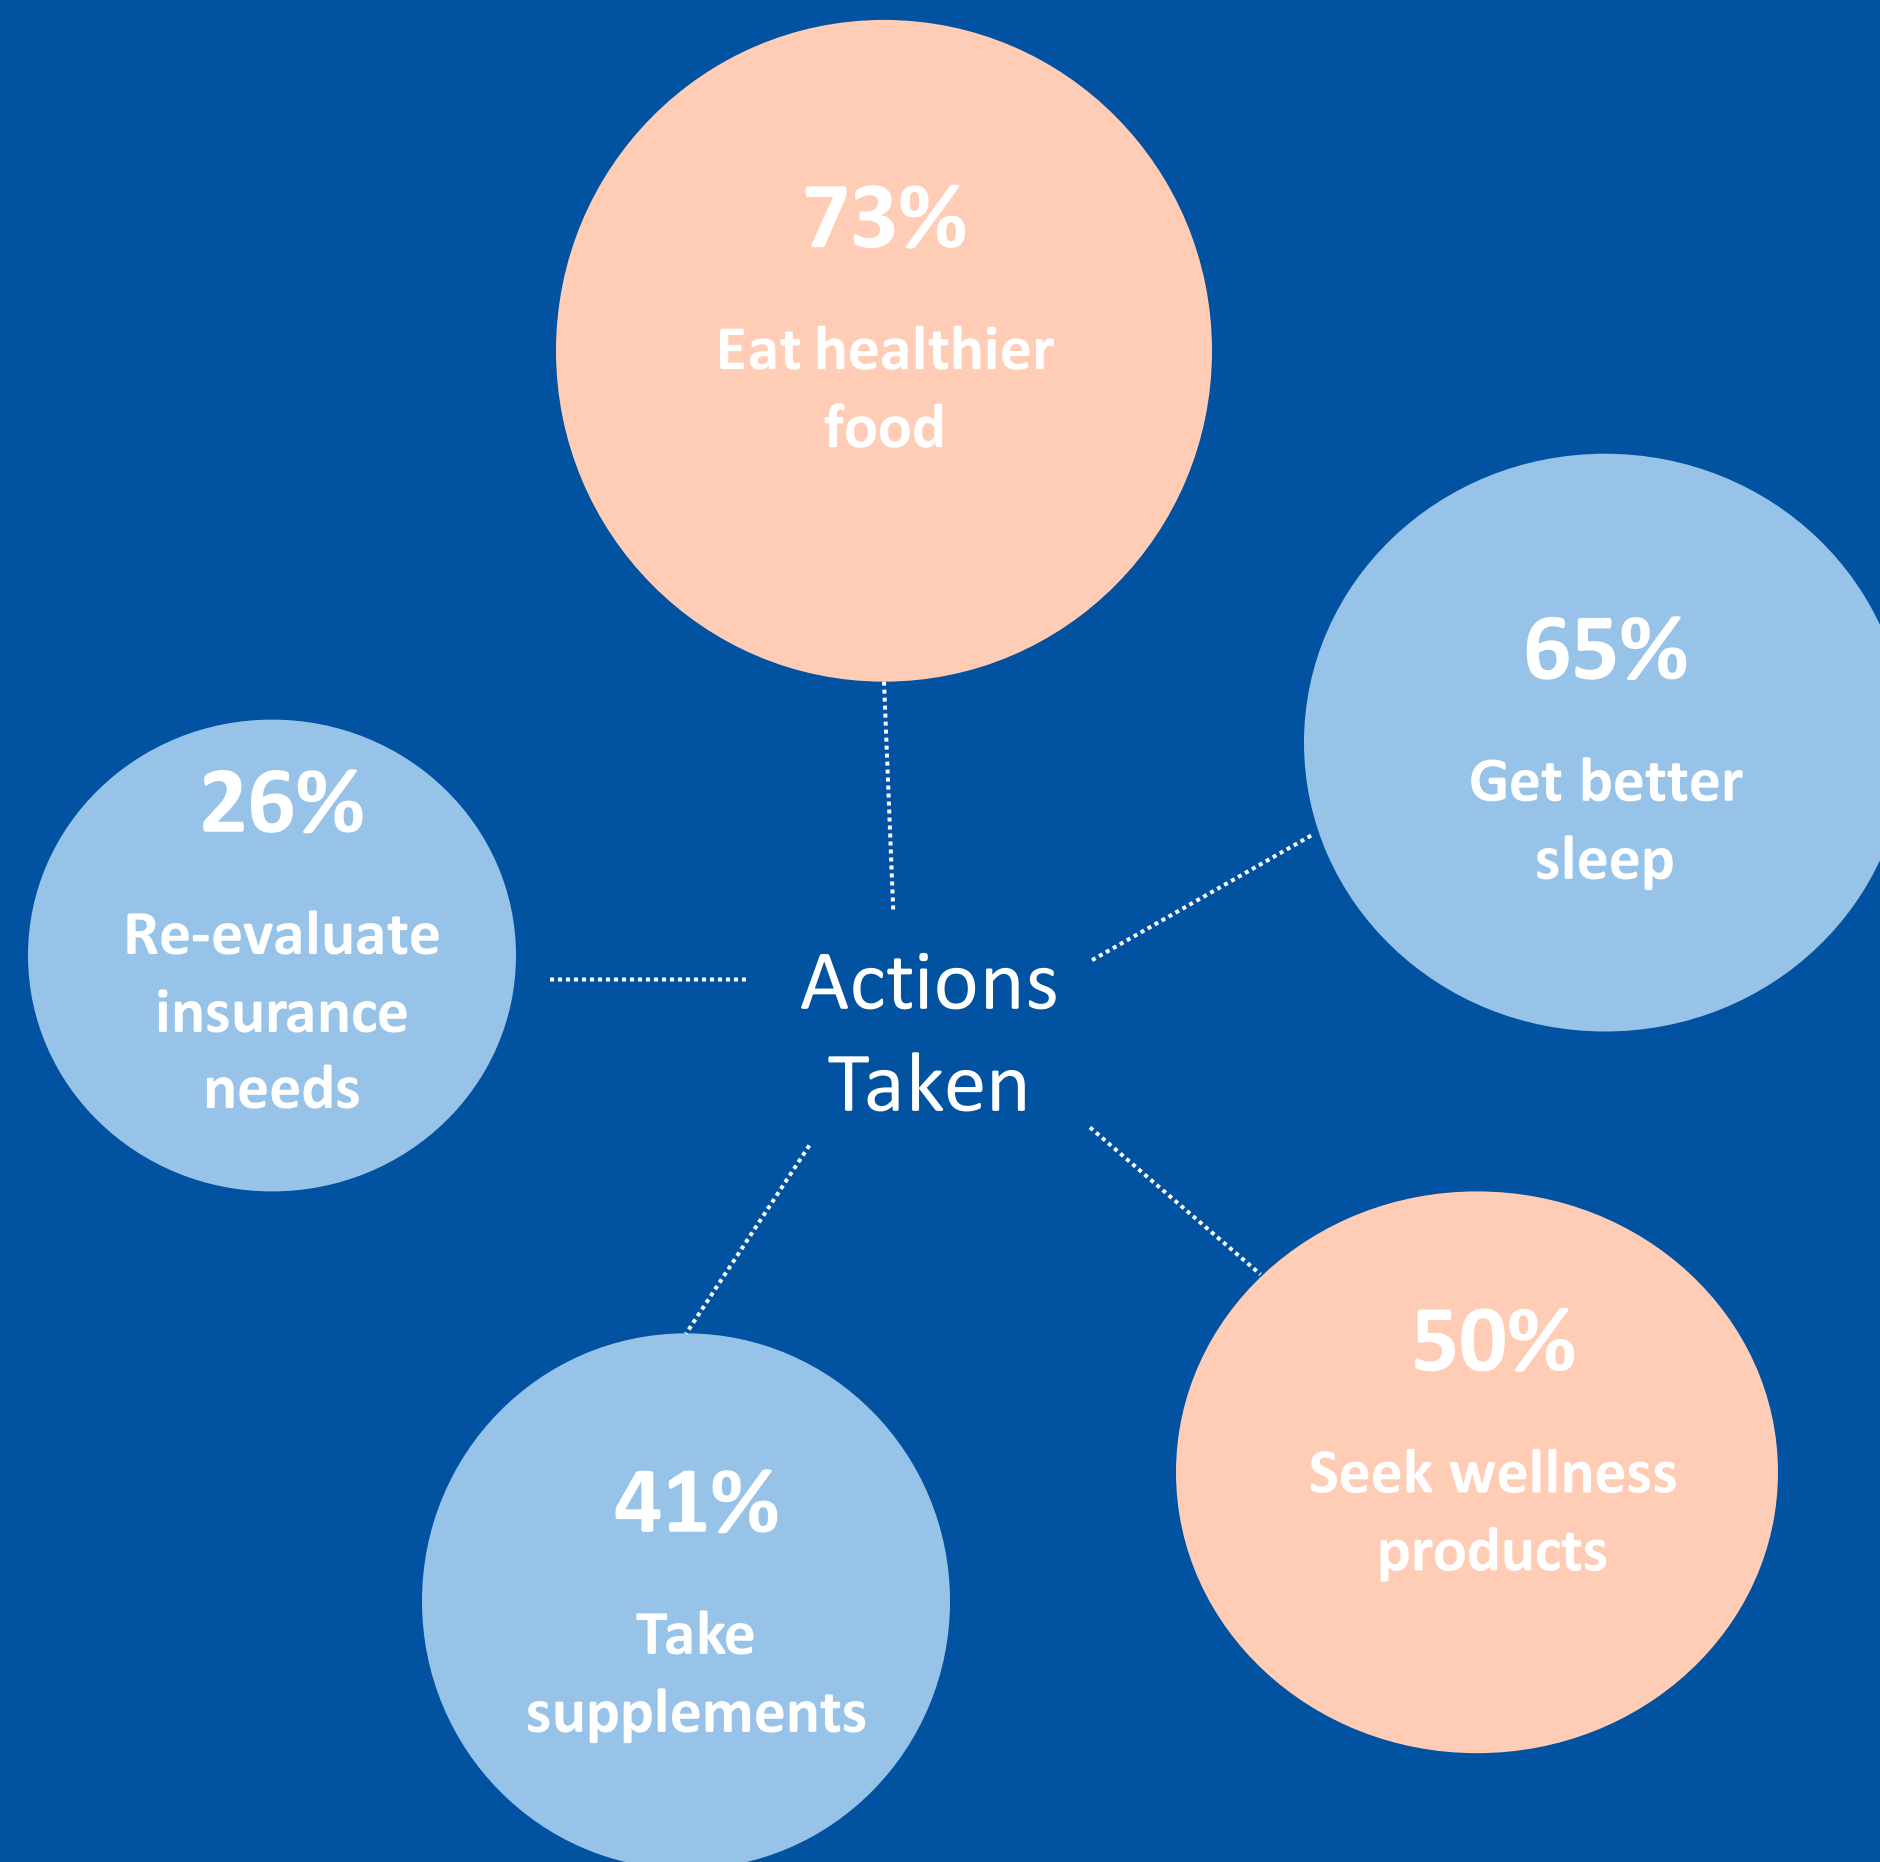 73%
Eat healthier
food
65%
Get better
sleep
26%
Re-evaluate
insurance
needs
Actions
Taken
50%
Seek wellness
products
41%
Take
supplements